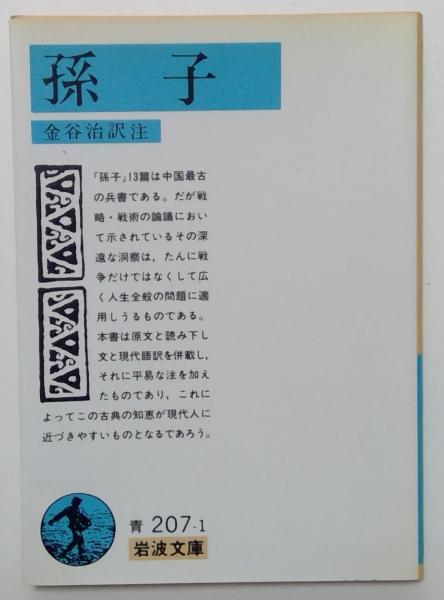 孫子
金谷治訳注
『孫子』13篇は中国最古
の兵書である。だが戦
略・戦術の論議におい
て示されているその深
遠な洞察は，たんに戦
争だけではなくして広
く人生全般の問題に適
用しうるものである。
本書は原文と読み下し
文と現代語訳を併載し，
それに平易な注を加え
たものであり，これに
よってこの古典の知恵が現代人に
近づきやすいものとなるであろう。
青 207-1
岩波文庫